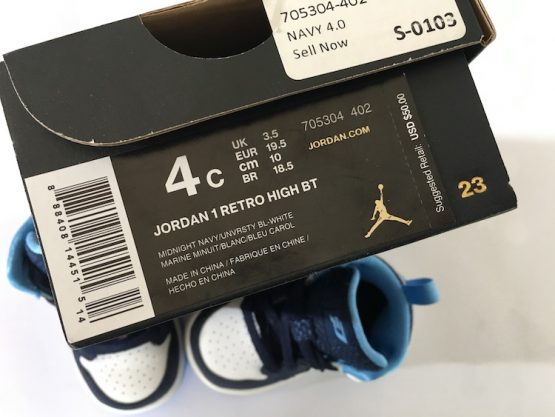 705304-402
NAVY 4.0
Sell Now
S-0103
4C
UK 3.5
EUR 19.5
cm 10
BR 18.5
705304 402
JORDAN.COM
JORDAN 1 RETRO HIGH BT
MIDNIGHT NAVY/UNVRSTY BL-WHITE
MARINE MINUIT/BLANC/BLEU CAROL
MADE IN CHINA / FABRIQUE EN CHINE /
HECHO EN CHINA
Suggested Retail: USD $50.00
23
8 88408 14451 5 14